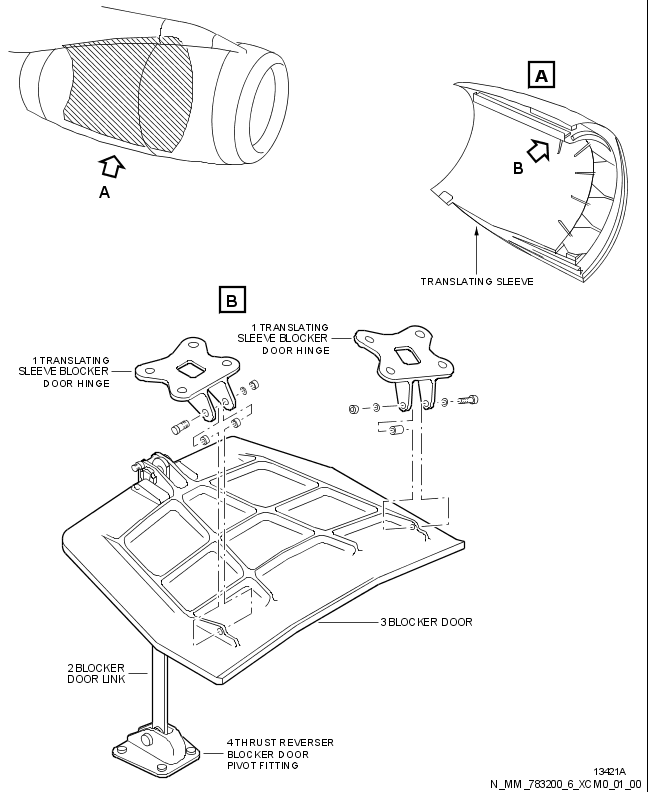 A
A
B
TRANSLATING SLEEVE
B
1 TRANSLATING
SLEEVE BLOCKER
DOOR HINGE
1 TRANSLATING
SLEEVE BLOCKER
DOOR HINGE
3 BLOCKER DOOR
2 BLOCKER
DOOR LINK
4 THRUST REVERSER
BLOCKER DOOR
PIVOT FITTING
13421A
N_MM_783200_6_XCM0_01_00